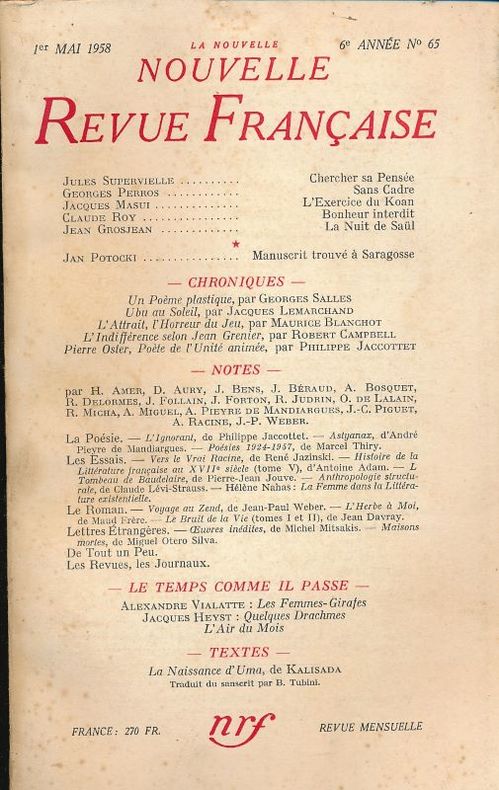 1er MAI 1958
LA NOUVELLE
6e ANNÉE No 65
NOUVELLE
REVUE FRANÇAISE
JULES SUPERVIELLE .......... Chercher sa Pensée
GEORGES PERROS ............ Sans Cadre
JACQUES MASUI ............. L'Exercice du Koan
CLAUDE ROY ............... Bonheur interdit
JEAN GROSJEAN ............ La Nuit de Saül
★
JAN POTOCKI ............... Manuscrit trouvé à Saragosse
— CHRONIQUES —
Un Poème plastique, par GEORGES SALLES
Ubu au Soleil, par JACQUES LEMARCHAND
L'Attrait, l'Horreur du Jeu, par MAURICE BLANCHOT
L'Indifférence selon Jean Grenier, par ROBERT CAMPBELL
Pierre Oster, Poète de l'Unité animée, par PHILIPPE JACCOTTET
— NOTES —
par H. AMER, D. AURY, J. BENS, J. BÉRAUD, A. BOSQUET,
R. DELORMES, J. FOLLAIN, J. FORTON, R. JUDRIN, O. DE LALAIN,
R. MICHA, A. MIGUEL, A. PIEYRE DE MANDIARGUES, J.-C. PIGUET,
A. RACINE, J.-P. WEBER.
La Poésie. — L'Ignorant, de Philippe Jaccottet. — Astyanax, d'André
Pieyre de Mandiargues. — Poésies 1924-1957, de Marcel Thiry.
Les Essais. — Vers le Vrai Racine, de René Jazinski. — Histoire de la
Littérature française au XVIIe siècle (tome V), d'Antoine Adam. — L
Tombeau de Baudelaire, de Pierre-Jean Jouve. — Anthropologie structu-
rale, de Claude Lévi-Strauss. — Hélène Nahas : La Femme dans la Littéra-
ture existentielle.
Le Roman. — Voyage au Zend, de Jean-Paul Weber. — L'Herbe à Moi,
de Maud Frère. — Le Bruit de la Vie (tomes I et II), de Jean Davray.
Lettres Étrangères. — Œuvres inédites, de Michel Mitsakis. — Maisons
mortes, de Miguel Otero Silva.
De Tout un Peu.
Les Revues, les Journaux.
— LE TEMPS COMME IL PASSE —
ALEXANDRE VIALATTE : Les Femmes-Girafes
JACQUES HEYST : Quelques Drachmes
L'Air du Mois
— TEXTES —
La Naissance d'Uma, de KALISADA
Traduit du sanscrit par B. Tubini.
FRANCE : 270 FR.
nrf
REVUE MENSUELLE